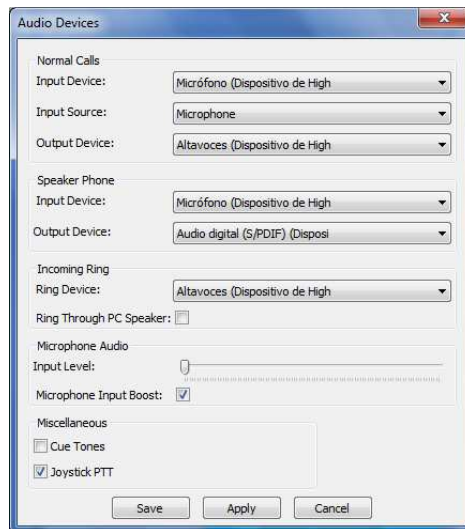 Audio Devices
Normal Calls
Input Device: Micrófono (Dispositivo de High
Input Source: Microphone
Output Device: Altavoces (Dispositivo de High
Speaker Phone
Input Device: Micrófono (Dispositivo de High
Output Device: Audio digital (S/PDIF) (Disposi
Incoming Ring
Ring Device: Altavoces (Dispositivo de High
Ring Through PC Speaker:
Microphone Audio
Input Level:
Microphone Input Boost:
Miscellaneous
Cue Tones
Joystick PTT
Save Apply Cancel